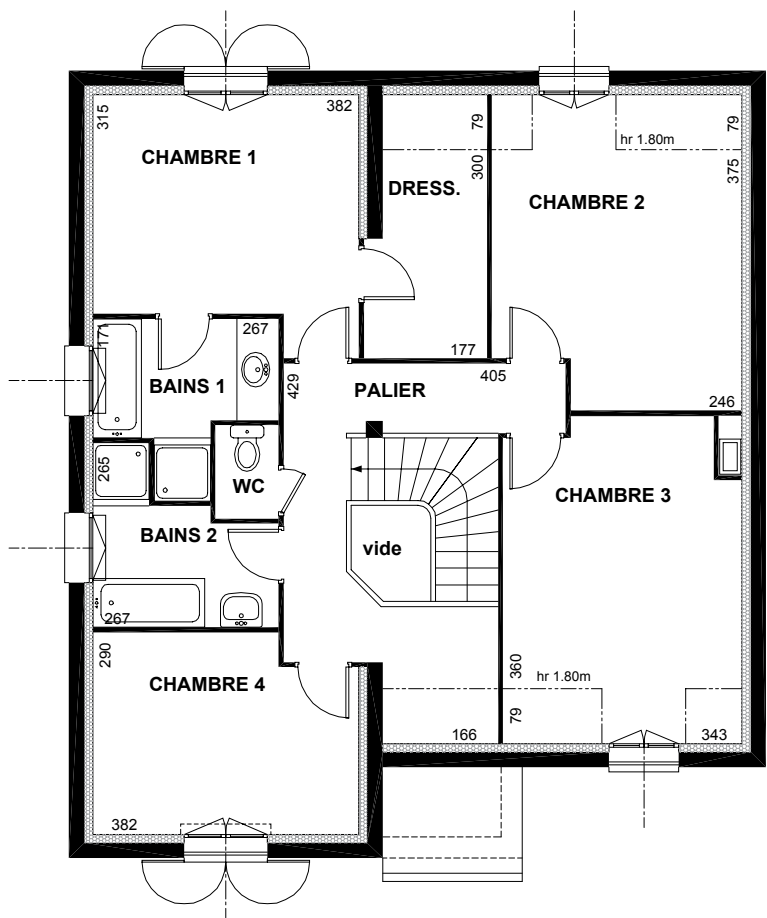 315
382
79
79
hr 1.80m
CHAMBRE 1
300
375
DRESS.
CHAMBRE 2
171
267
177
405
246
BAINS 1
429
PALIER
265
WC
CHAMBRE 3
BAINS 2
vide
267
290
360
hr 1.80m
CHAMBRE 4
79
166
343
382